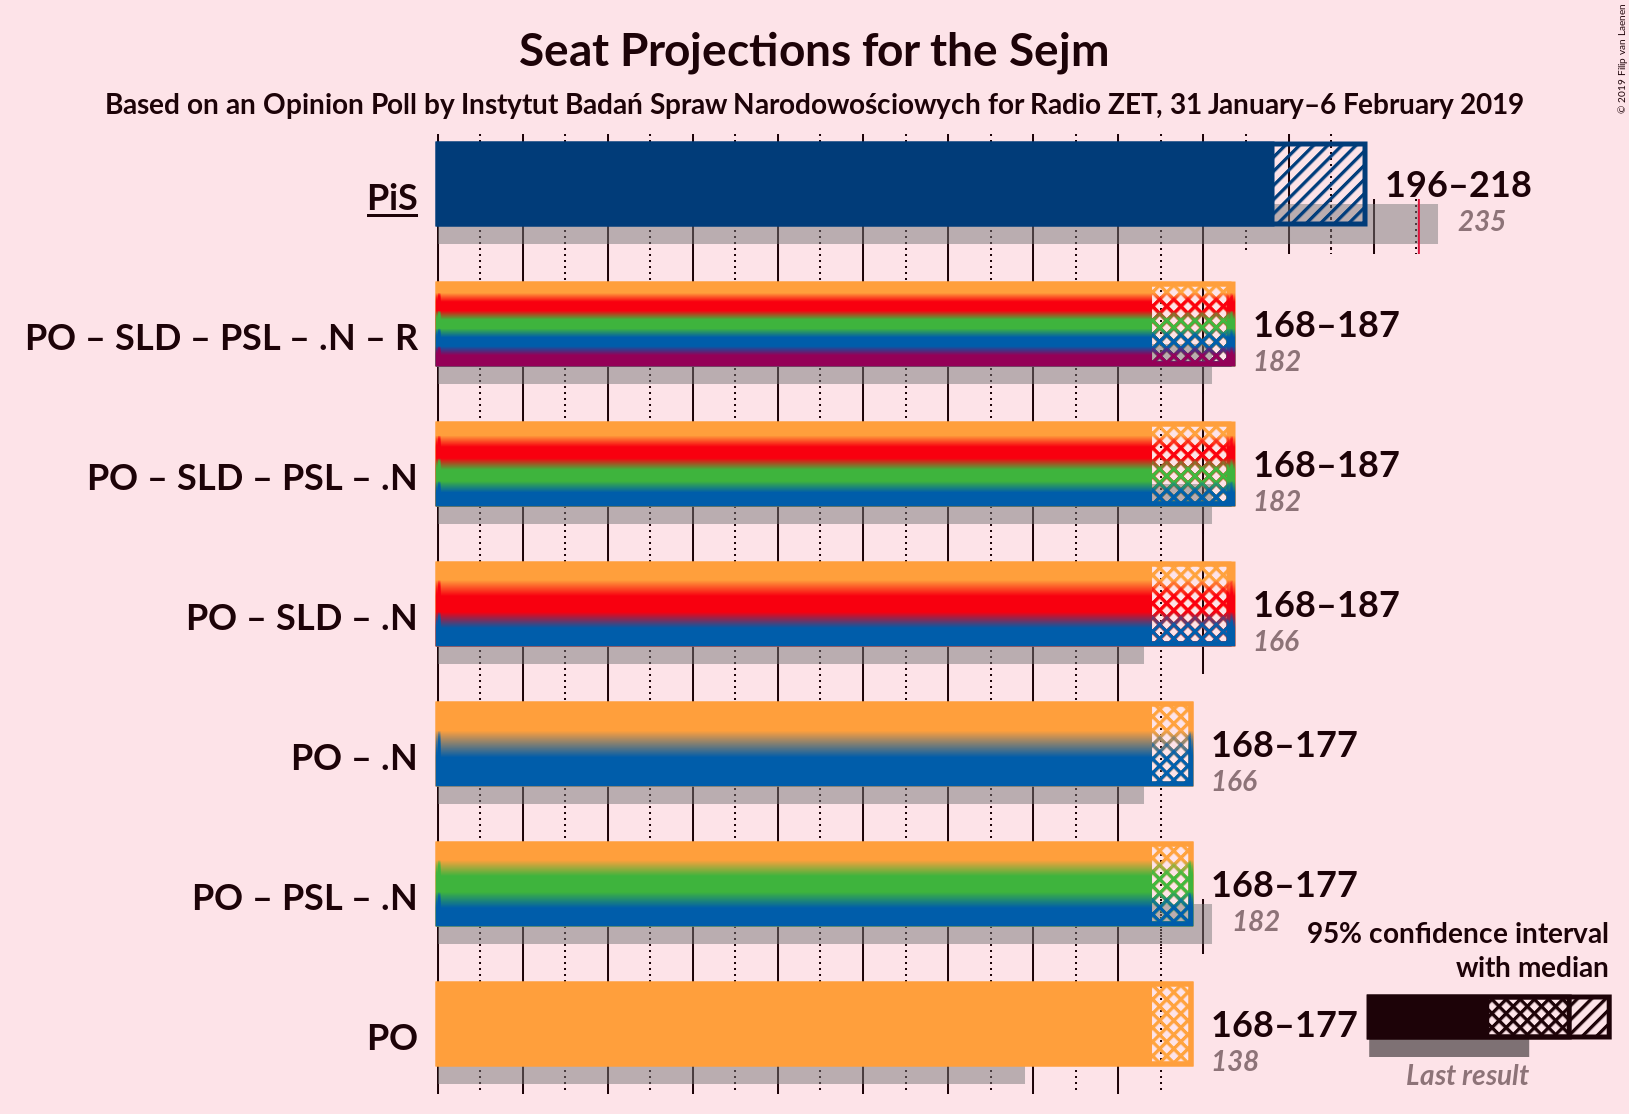 Seat Projections for the Sejm
Based on an Opinion Poll by Instytut Badań Spraw Narodowościowych for Radio ZET, 31 January–6 February 2019
© 2019 Filip van Laenen
PiS
196–218
235
PO – SLD – PSL – .N – R
168–187
182
PO – SLD – PSL – .N
168–187
182
PO – SLD – .N
168–187
166
PO – .N
168–177
166
PO – PSL – .N
168–177
182
PO
168–177
138
95% confidence interval
with median
Last result